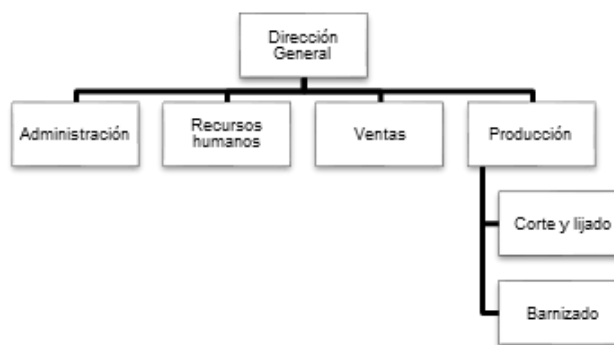 Dirección
General
Administración
Recursos
humanos
Ventas
Producción
Corte y lijado
Barnizado